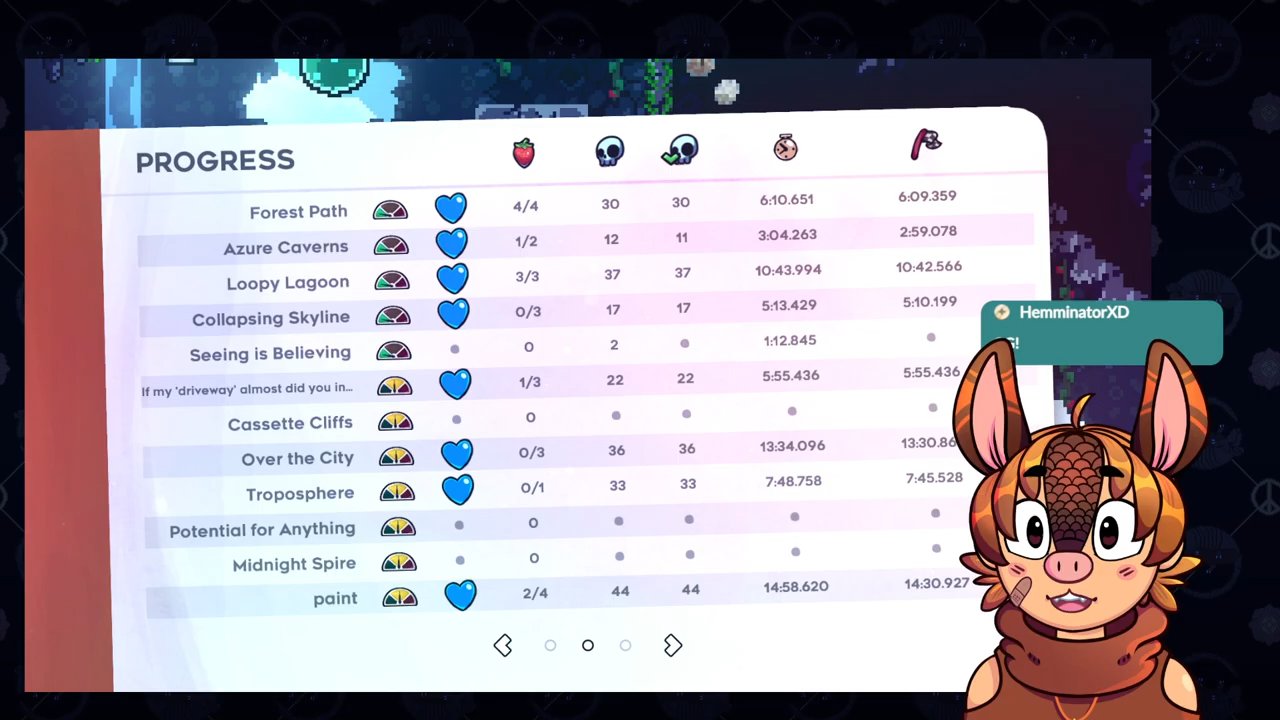 PROGRESS
Forest Path 4/4 30 30 6:10.651 6:09.359
Azure Caverns 1/2 12 11 3:04.263 2:59.078
Loopy Lagoon 3/3 37 37 10:43.994 10:42.566
Collapsing Skyline 0/3 17 17 5:13.429 5:10.199
Seeing is Believing 0 2 1:12.845
If my 'driveway' almost did you in... 1/3 22 22 5:55.436 5:55.436
Cassette Cliffs 0
Over the City 0/3 36 36 13:34.096 13:30.86
Troposphere 0/1 33 33 7:48.758 7:45.528
Potential for Anything 0
Midnight Spire 0
paint 2/4 44 44 14:58.620 14:30.927
HemminatorXD